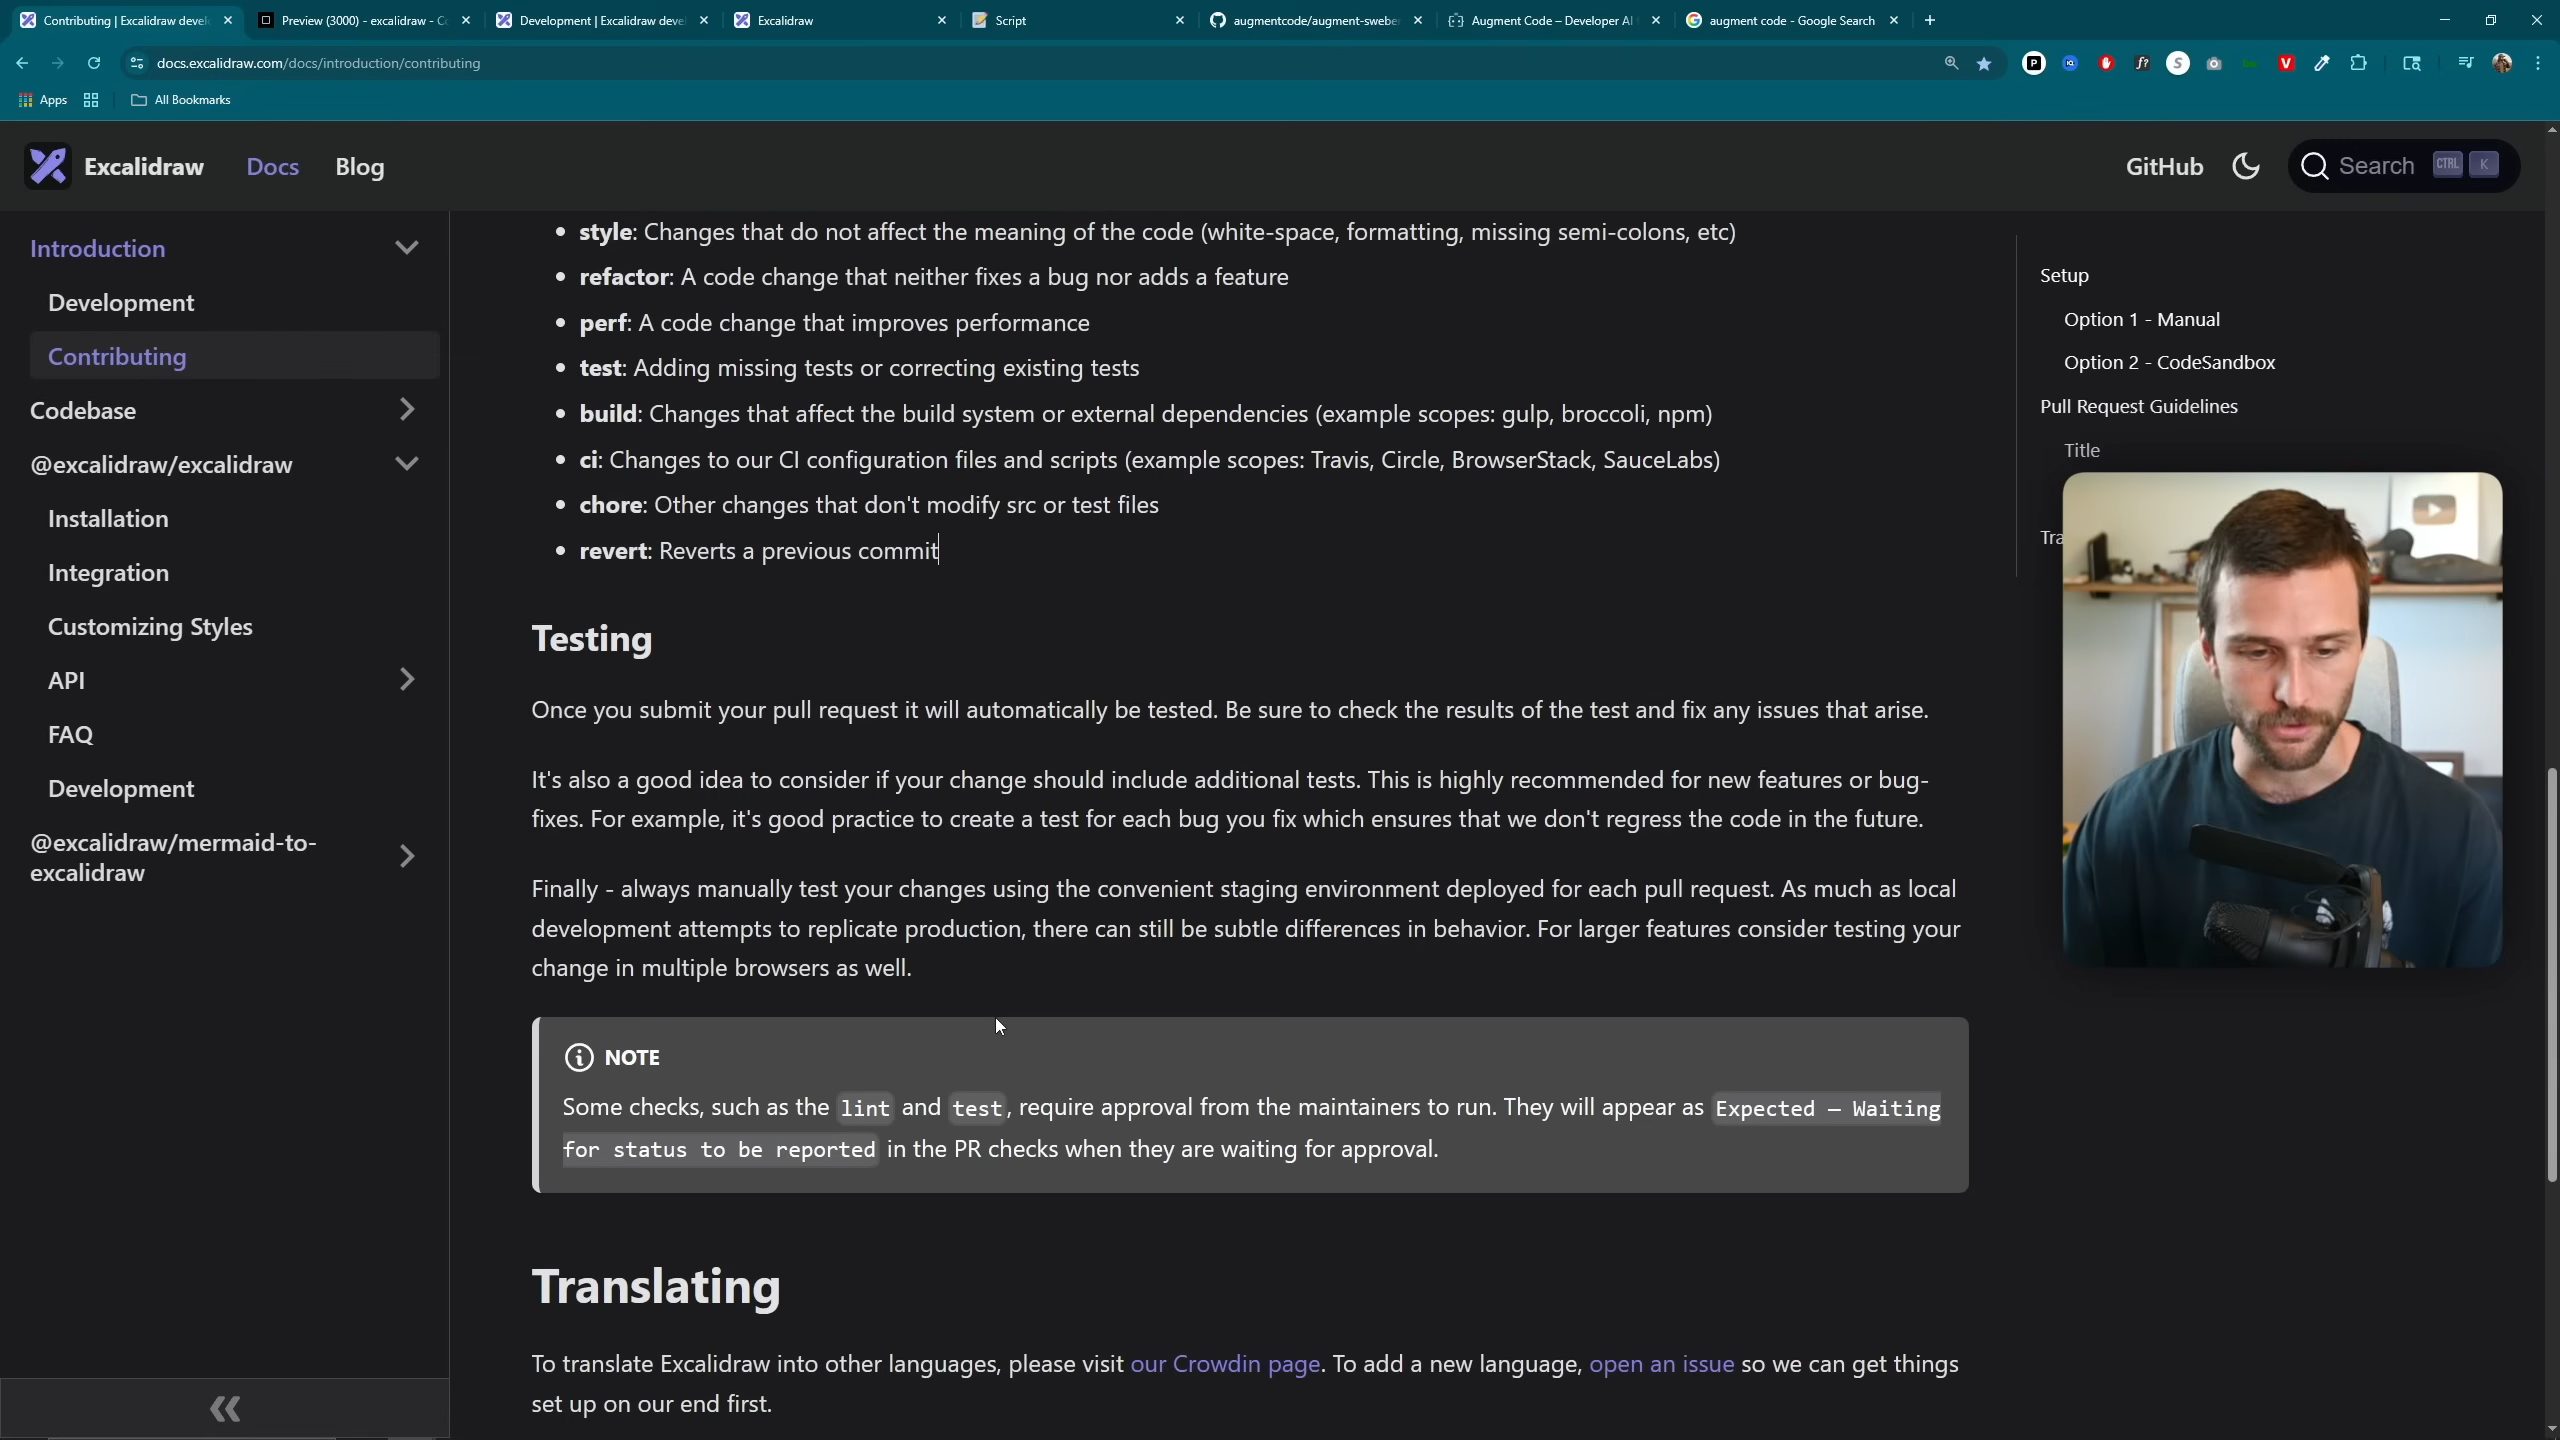 Contributing | Excalidraw devel
Preview (3000) - excalidraw - Co
Development | Excalidraw deve
Excalidraw
Script
augmentcode/augment-swebe
Augment Code – Developer AI
augment code - Google Search
docs.excalidraw.com/docs/introduction/contributing
Apps
All Bookmarks
Excalidraw
Docs
Blog
GitHub
Search
CTRL
K
Introduction
Development
Contributing
Codebase
@excalidraw/excalidraw
Installation
Integration
Customizing Styles
API
FAQ
Development
@excalidraw/mermaid-to-
excalidraw
style: Changes that do not affect the meaning of the code (white-space, formatting, missing semi-colons, etc)
refactor: A code change that neither fixes a bug nor adds a feature
perf: A code change that improves performance
test: Adding missing tests or correcting existing tests
build: Changes that affect the build system or external dependencies (example scopes: gulp, broccoli, npm)
ci: Changes to our CI configuration files and scripts (example scopes: Travis, Circle, BrowserStack, SauceLabs)
chore: Other changes that don't modify src or test files
revert: Reverts a previous commit
Testing
Once you submit your pull request it will automatically be tested. Be sure to check the results of the test and fix any issues that arise.
It's also a good idea to consider if your change should include additional tests. This is highly recommended for new features or bug-
fixes. For example, it's good practice to create a test for each bug you fix which ensures that we don't regress the code in the future.
Finally - always manually test your changes using the convenient staging environment deployed for each pull request. As much as local
development attempts to replicate production, there can still be subtle differences in behavior. For larger features consider testing your
change in multiple browsers as well.
NOTE
Some checks, such as the lint and test, require approval from the maintainers to run. They will appear as Expected — Waiting
for status to be reported in the PR checks when they are waiting for approval.
Translating
To translate Excalidraw into other languages, please visit our Crowdin page. To add a new language, open an issue so we can get things
set up on our end first.
Setup
Option 1 - Manual
Option 2 - CodeSandbox
Pull Request Guidelines
Title
Tra